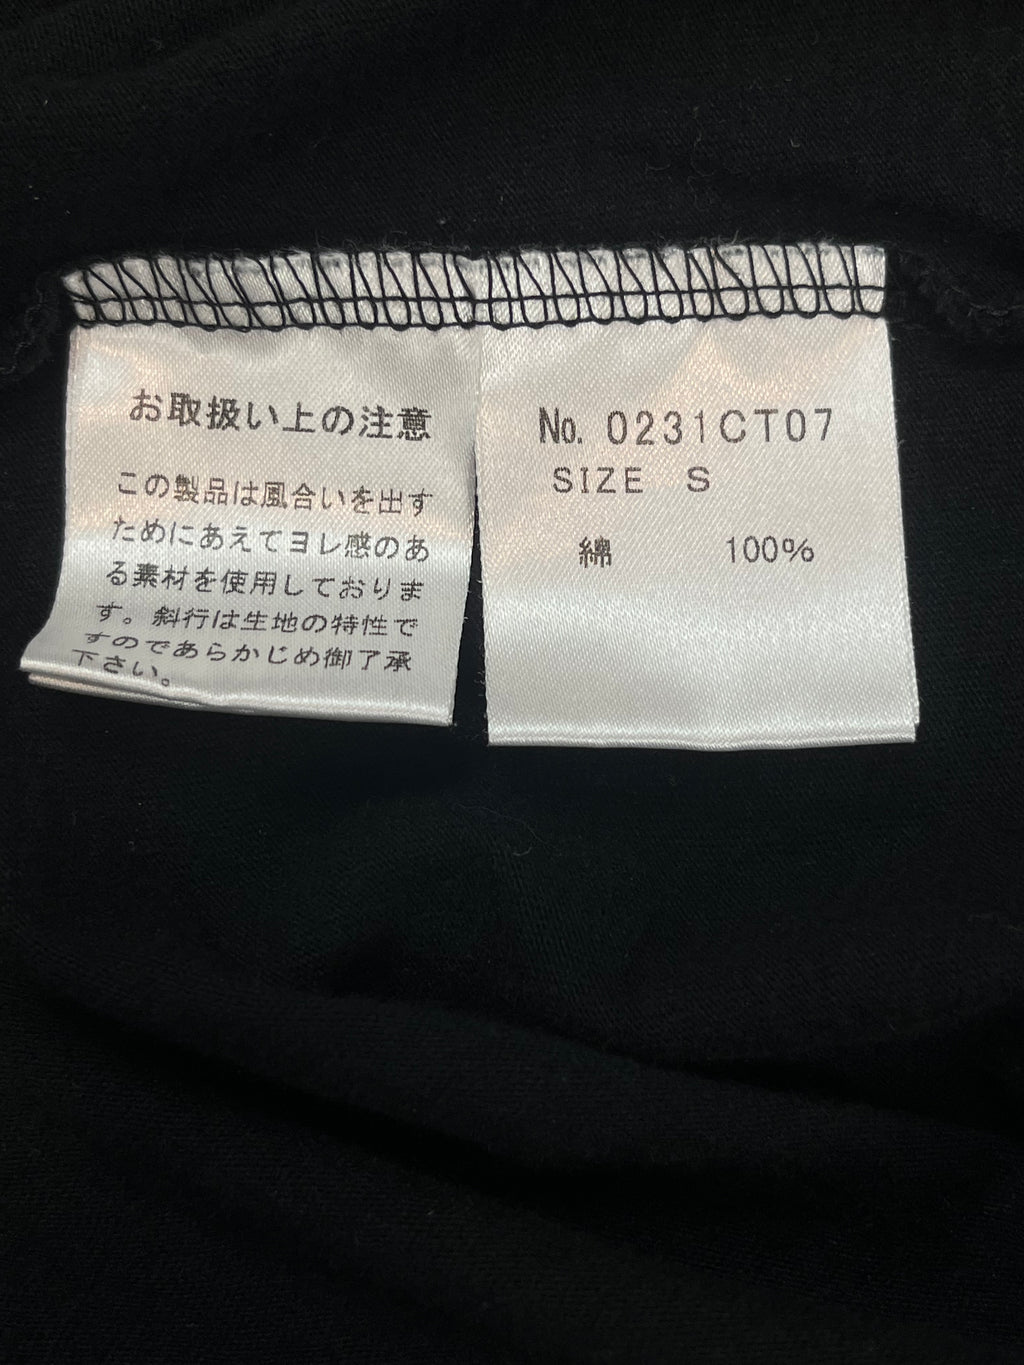 お取扱い上の注意
この製品は風合いを出す
ためにあえてヨレ感のあ
る素材を使用しておりま
す。斜行は生地の特性で
すのであらかじめ御了承
下さい。
No. 0231CT07
SIZE S
綿 100%